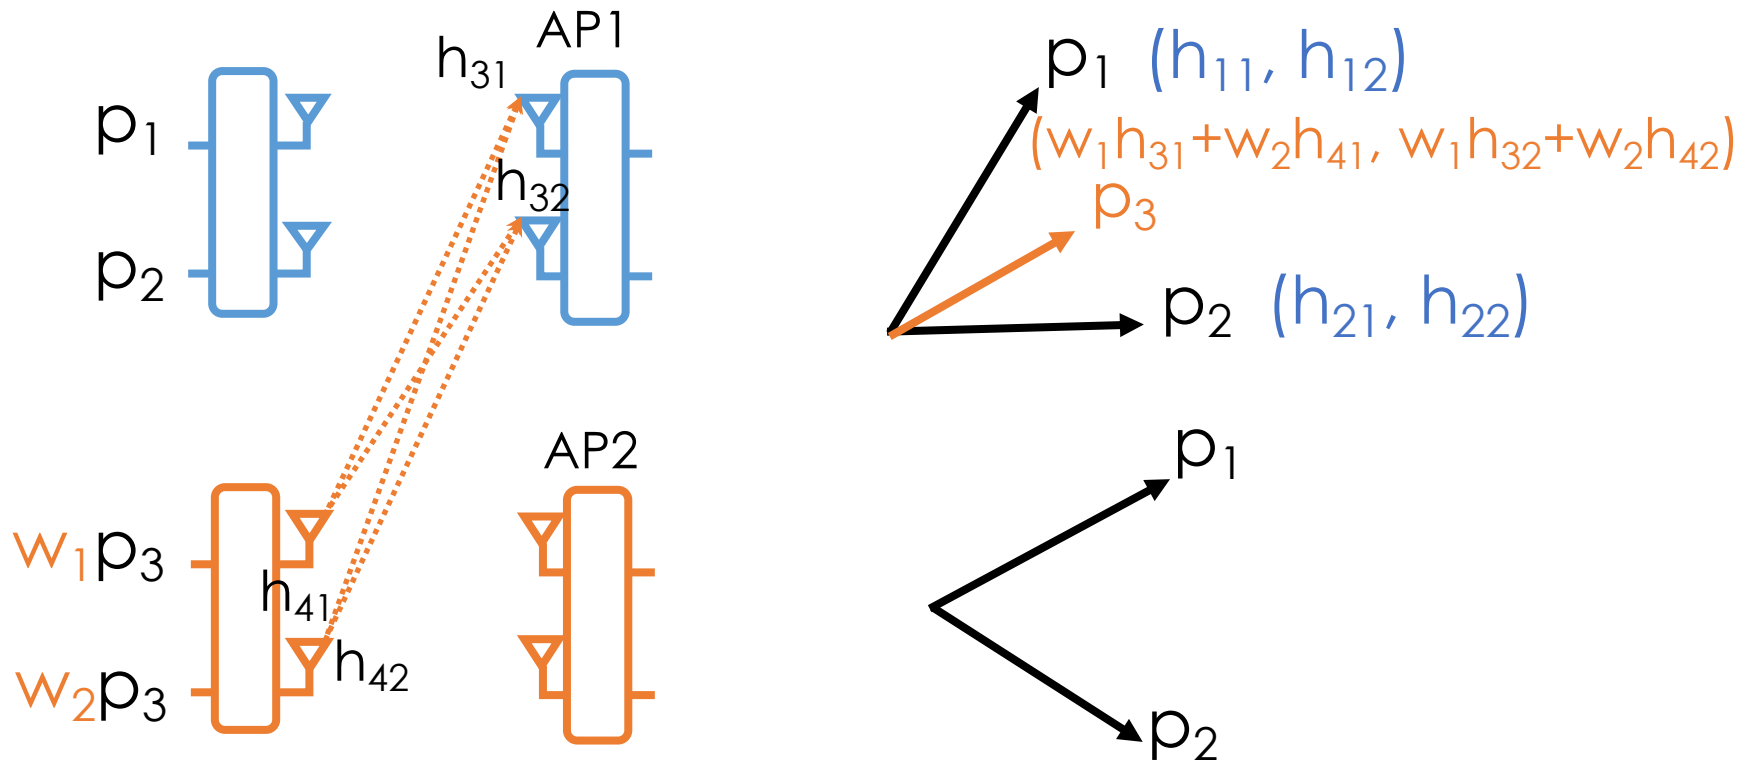 AP1
h31
p1
h32
p2
AP2
w1p3
h41
h42
w2p3
p1 (h11, h12)
(w1h31+w2h41, w1h32+w2h42)
p3
p2 (h21, h22)
p1
p2